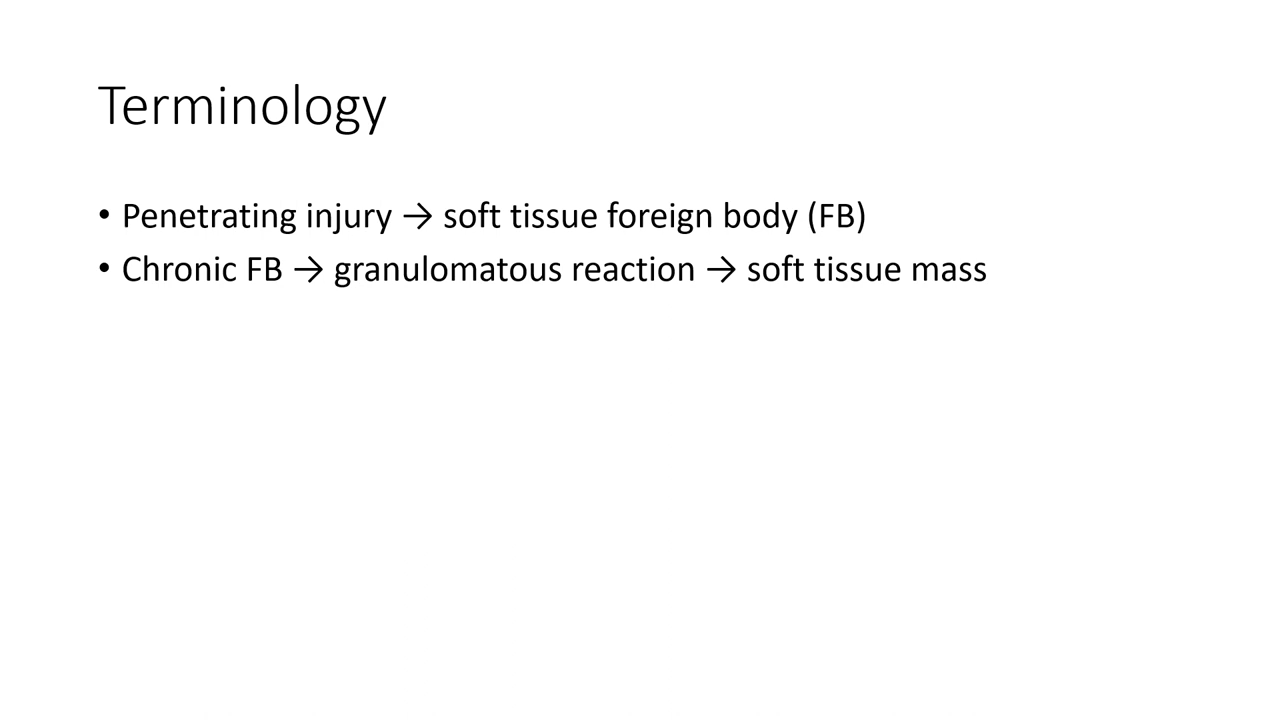 Terminology
• Penetrating injury → soft tissue foreign body (FB)
• Chronic FB → granulomatous reaction → soft tissue mass